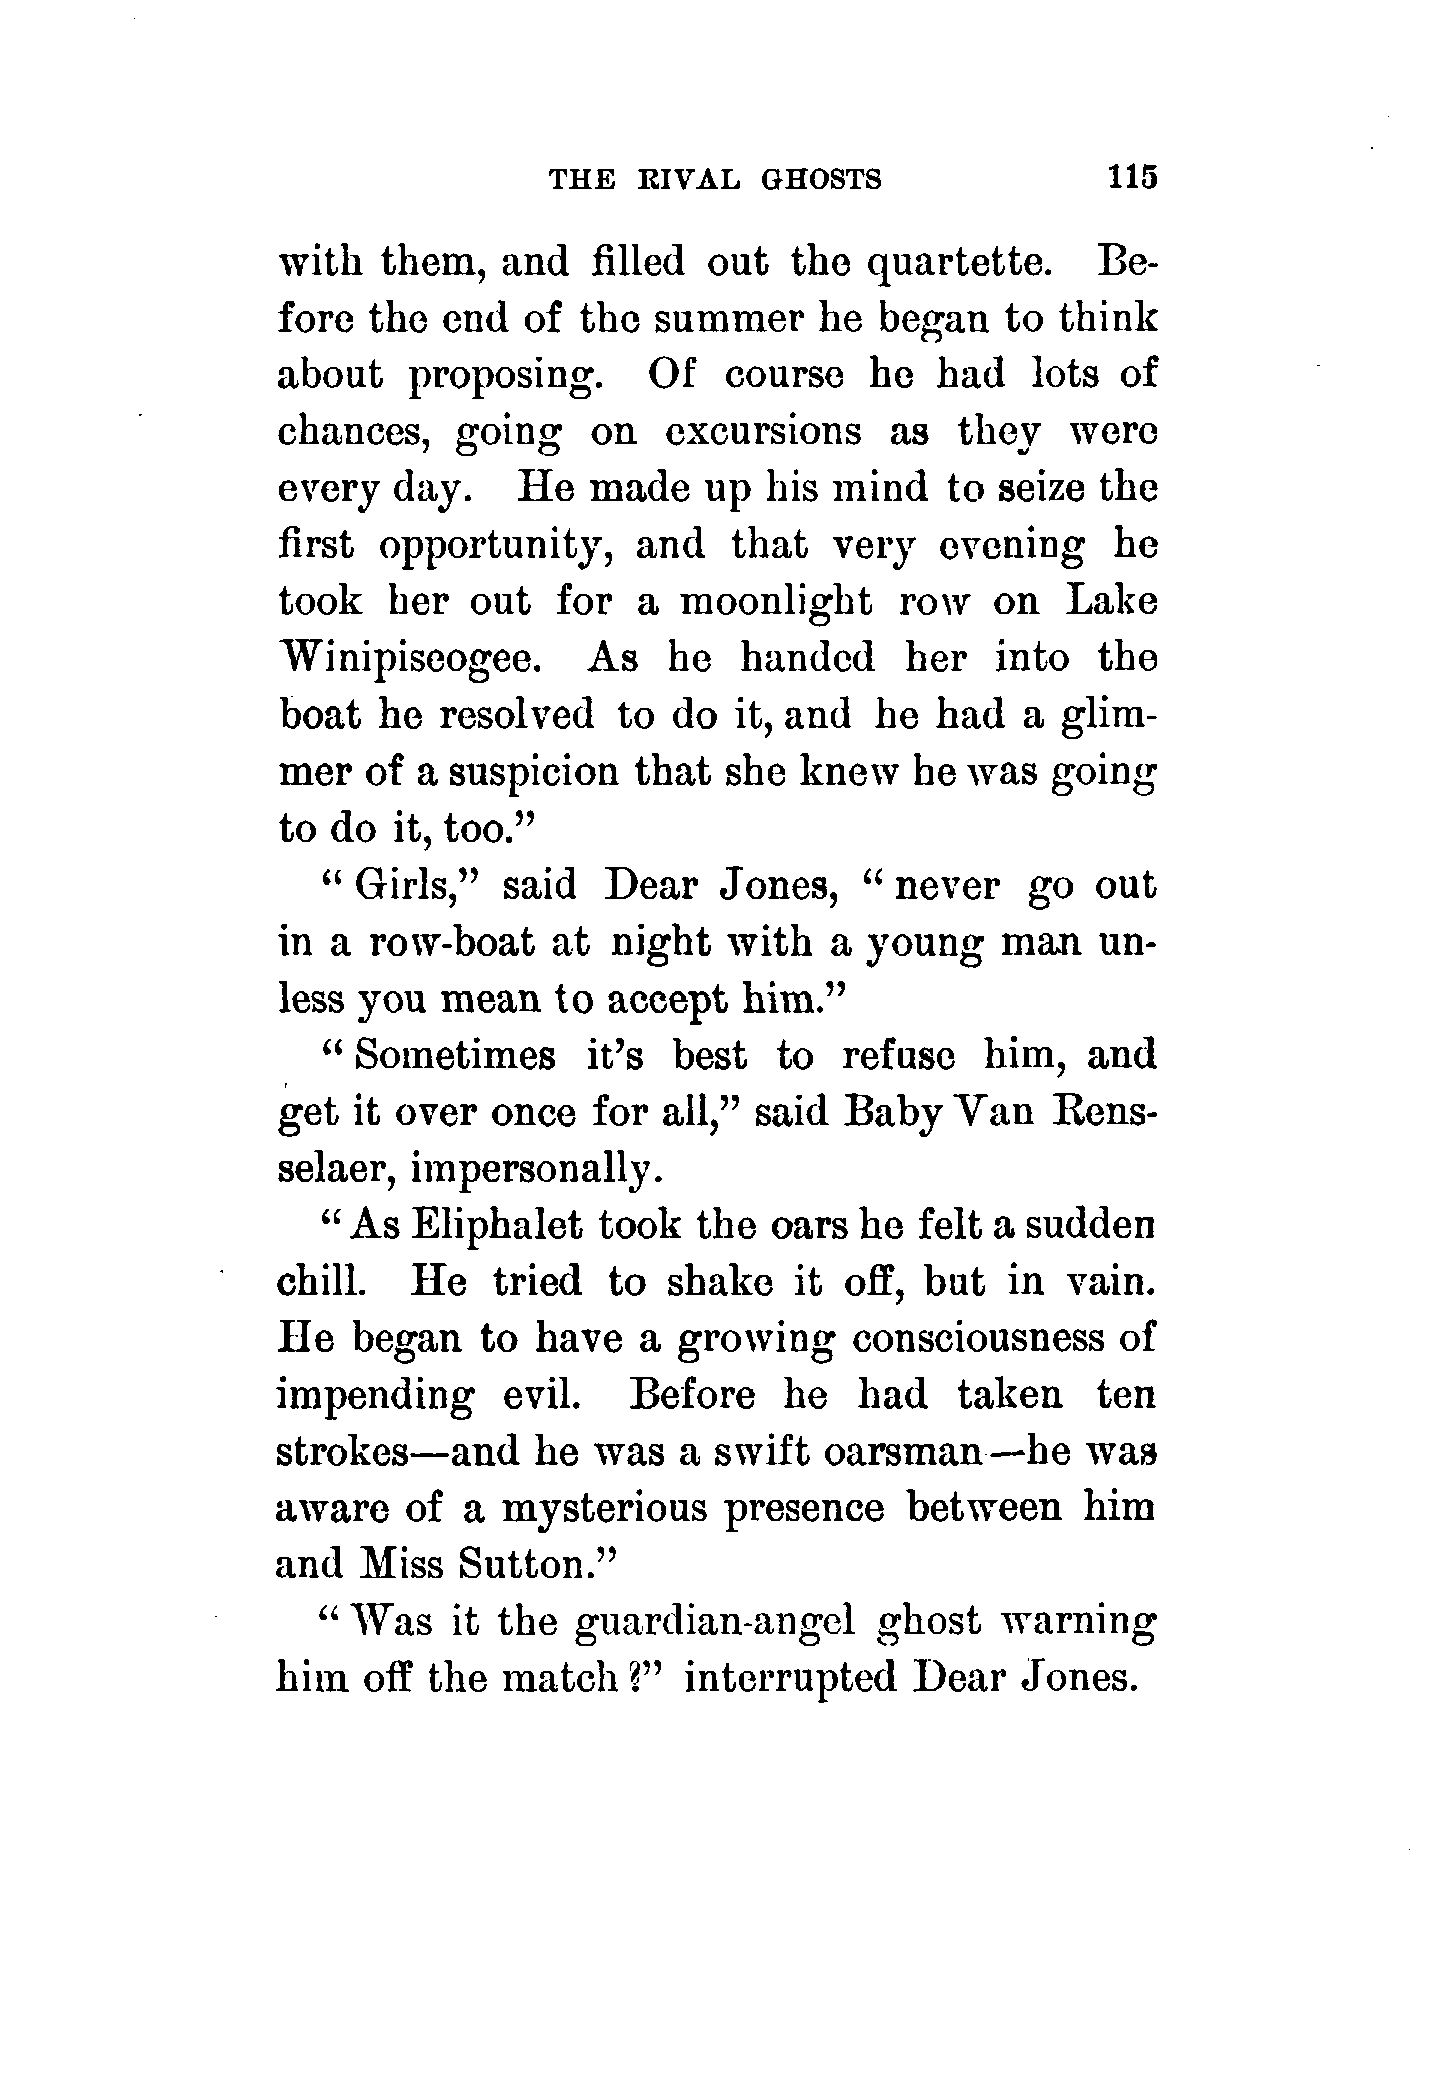 THE RIVAL GHOSTS 115
with them, and filled out the quartette. Be-
fore the end of the summer he began to think
about proposing. Of course he had lots of
chances, going on excursions as they were
every day. He made up his mind to seize the
first opportunity, and that very evening he
took her out for a moonlight row on Lake
Winipiseogee. As he handed her into the
boat he resolved to do it, and he had a glim-
mer of a suspicion that she knew he was going
to do it, too.”
“ Girls,” said Dear Jones, “ never go out
in a row-boat at night with a young man un-
less you mean to accept him.”
“ Sometimes it’s best to refuse him, and
get it over once for all,” said Baby Van Rens-
selaer, impersonally.
“ As Eliphalet took the oars he felt a sudden
chill. He tried to shake it off, but in vain.
He began to have a growing consciousness of
impending evil. Before he had taken ten
strokes—and he was a swift oarsman—he was
aware of a mysterious presence between him
and Miss Sutton.”
“ Was it the guardian-angel ghost warning
him off the match ?” interrupted Dear Jones.